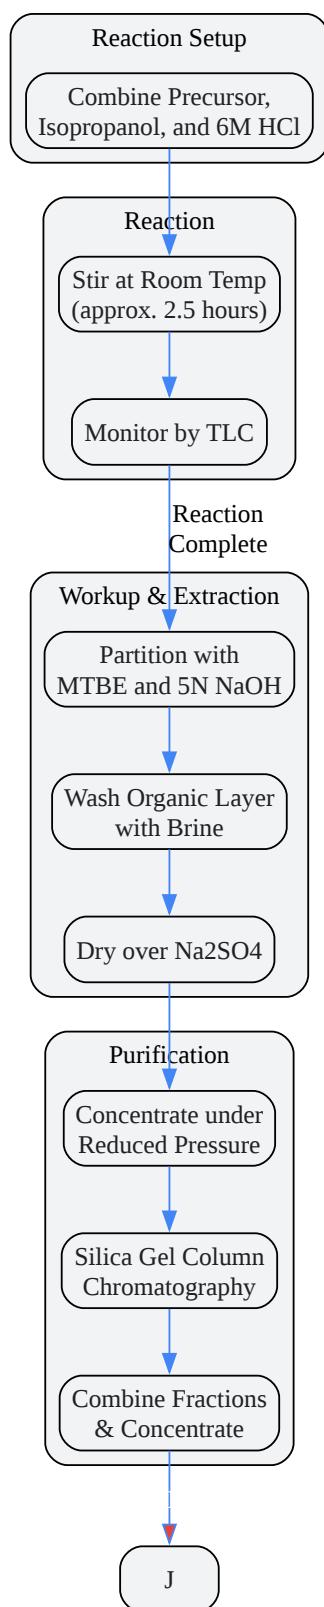 Reaction Setup
Combine Precursor,
Isopropanol, and 6M HCl
Reaction
Stir at Room Temp
(approx. 2.5 hours)
Monitor by TLC
Reaction
Complete
Workup & Extraction
Partition with
MTBE and 5N NaOH
Wash Organic Layer
with Brine
Dry over Na2SO4
Purification
Concentrate under
Reduced Pressure
Silica Gel Column
Chromatography
Combine Fractions
& Concentrate
J